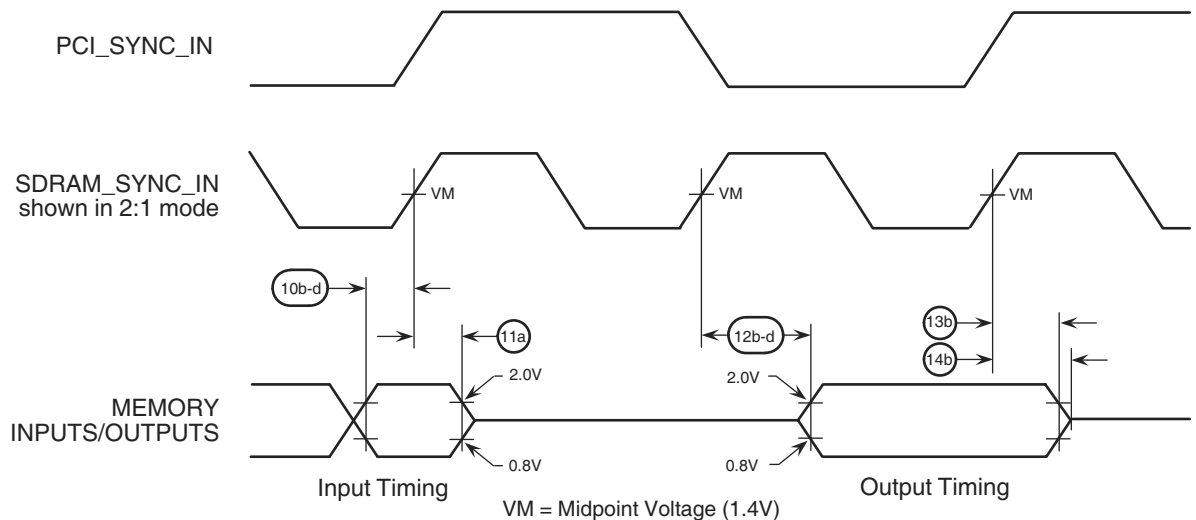 PCI_SYNC_IN
SDRAM_SYNC_IN
shown in 2:1 mode
VM
VM
VM
10b-d
11a
12b-d
13b
14b
MEMORY
INPUTS/OUTPUTS
2.0V
0.8V
2.0V
0.8V
Input Timing
Output Timing
VM = Midpoint Voltage (1.4V)